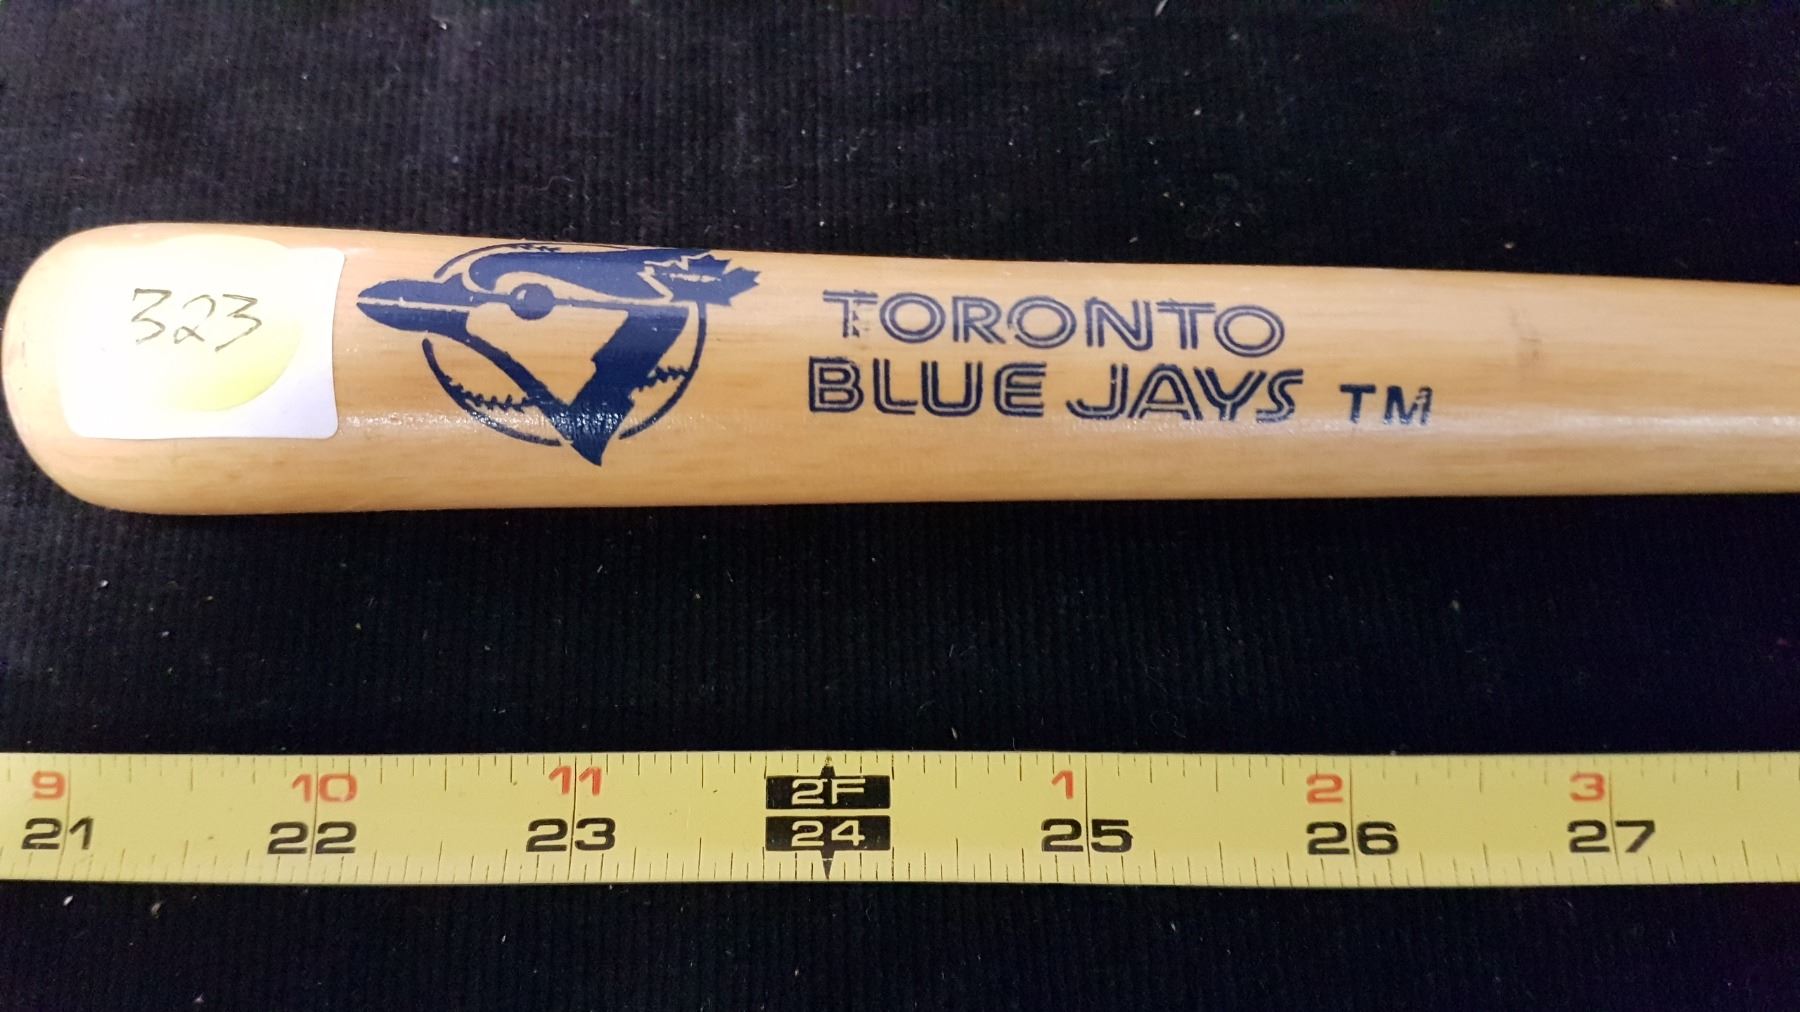 323
TORONTO
BLUE JAYS TM
9 10 11 2F 1 2 3
21 22 23 24 25 26 27